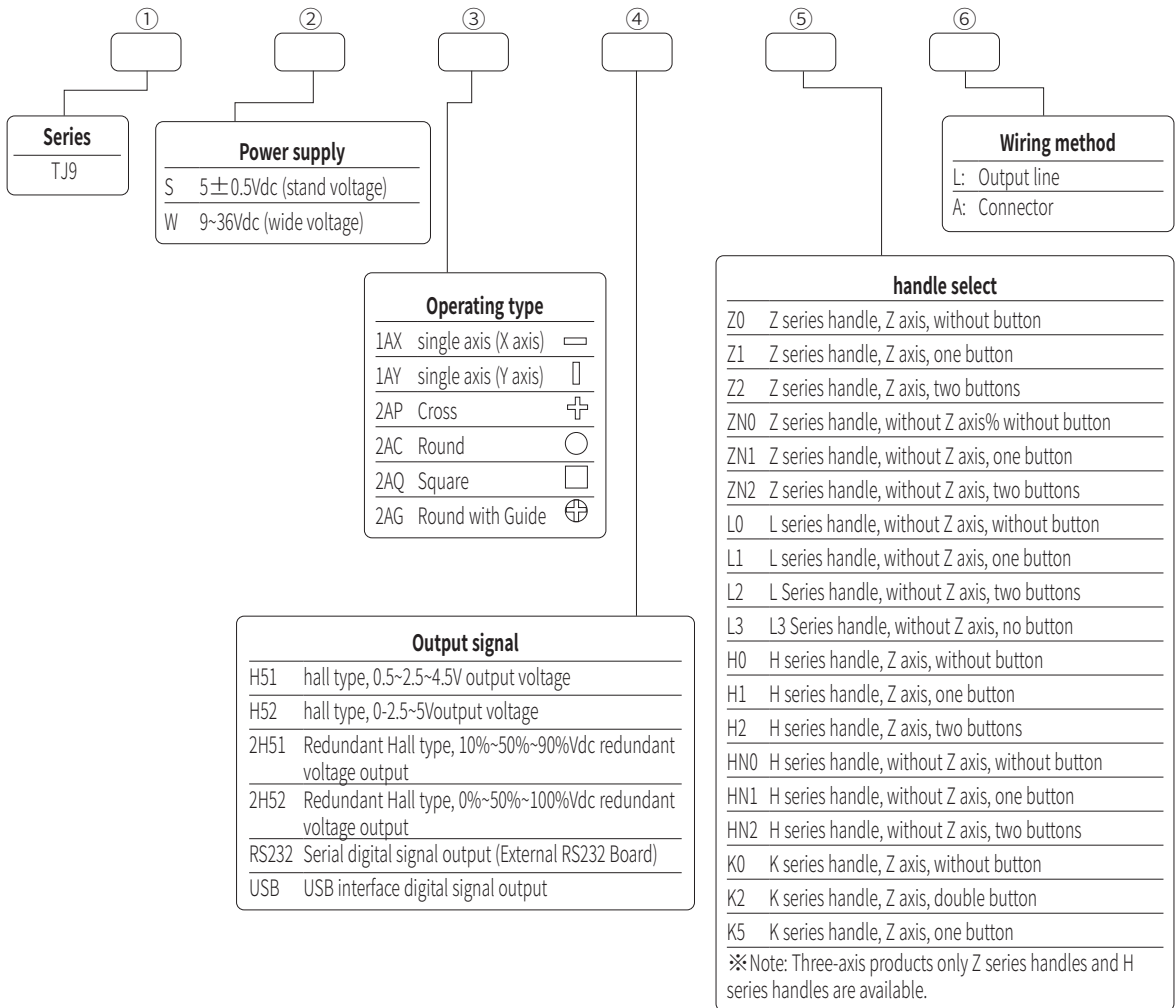 ① ② ③ ④ ⑤ ⑥
Series
TJ9
Power supply
S 5±0.5Vdc (stand voltage)
W 9~36Vdc (wide voltage)
Wiring method
L: Output line
A: Connector
Operating type
1AX single axis (X axis)
1AY single axis (Y axis)
2AP Cross
2AC Round
2AQ Square
2AG Round with Guide
Output signal
H51 hall type, 0.5~2.5~4.5V output voltage
H52 hall type, 0-2.5~5Voutput voltage
2H51 Redundant Hall type, 10%~50%~90%Vdc redundant
voltage output
2H52 Redundant Hall type, 0%~50%~100%Vdc redundant
voltage output
RS232 Serial digital signal output (External RS232 Board)
USB USB interface digital signal output
handle select
Z0 Z series handle, Z axis, without button
Z1 Z series handle, Z axis, one button
Z2 Z series handle, Z axis, two buttons
ZN0 Z series handle, without Z axis% without button
ZN1 Z series handle, without Z axis, one button
ZN2 Z series handle, without Z axis, two buttons
L0 L series handle, without Z axis, without button
L1 L series handle, without Z axis, one button
L2 L Series handle, without Z axis, two buttons
L3 L3 Series handle, without Z axis, no button
H0 H series handle, Z axis, without button
H1 H series handle, Z axis, one button
H2 H series handle, Z axis, two buttons
HN0 H series handle, without Z axis, without button
HN1 H series handle, without Z axis, one button
HN2 H series handle, without Z axis, two buttons
K0 K series handle, Z axis, without button
K2 K series handle, Z axis, double button
K5 K series handle, Z axis, one button
※Note: Three-axis products only Z series handles and H
series handles are available.